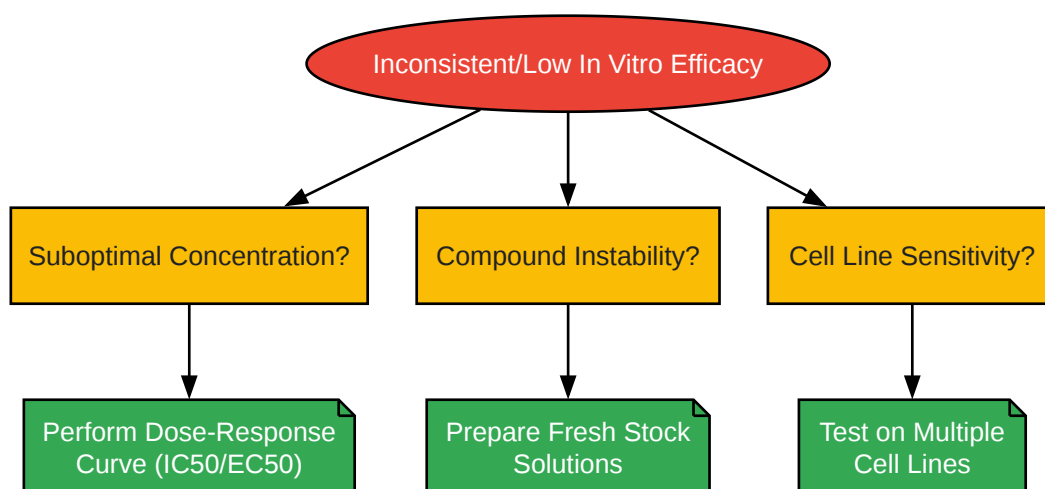 Inconsistent/Low In Vitro Efficacy
Suboptimal Concentration?
Compound Instability?
Cell Line Sensitivity?
Perform Dose-Response
Curve (IC50/EC50)
Prepare Fresh Stock
Solutions
Test on Multiple
Cell Lines